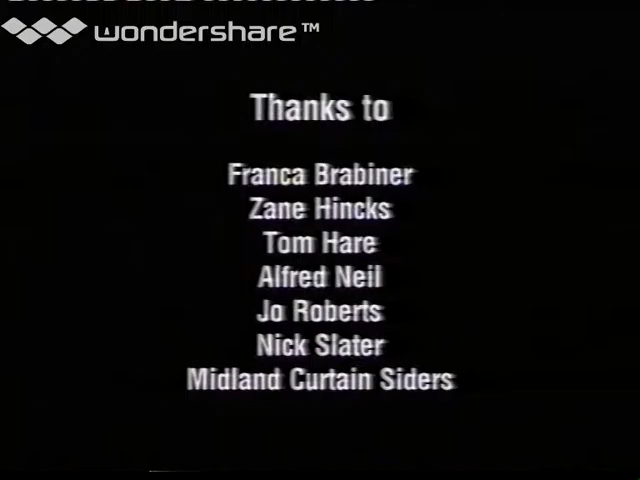 wondershare™
Thanks to
Franca Brabiner
Zane Hincks
Tom Hare
Alfred Neil
Jo Roberts
Nick Slater
Midland Curtain Siders